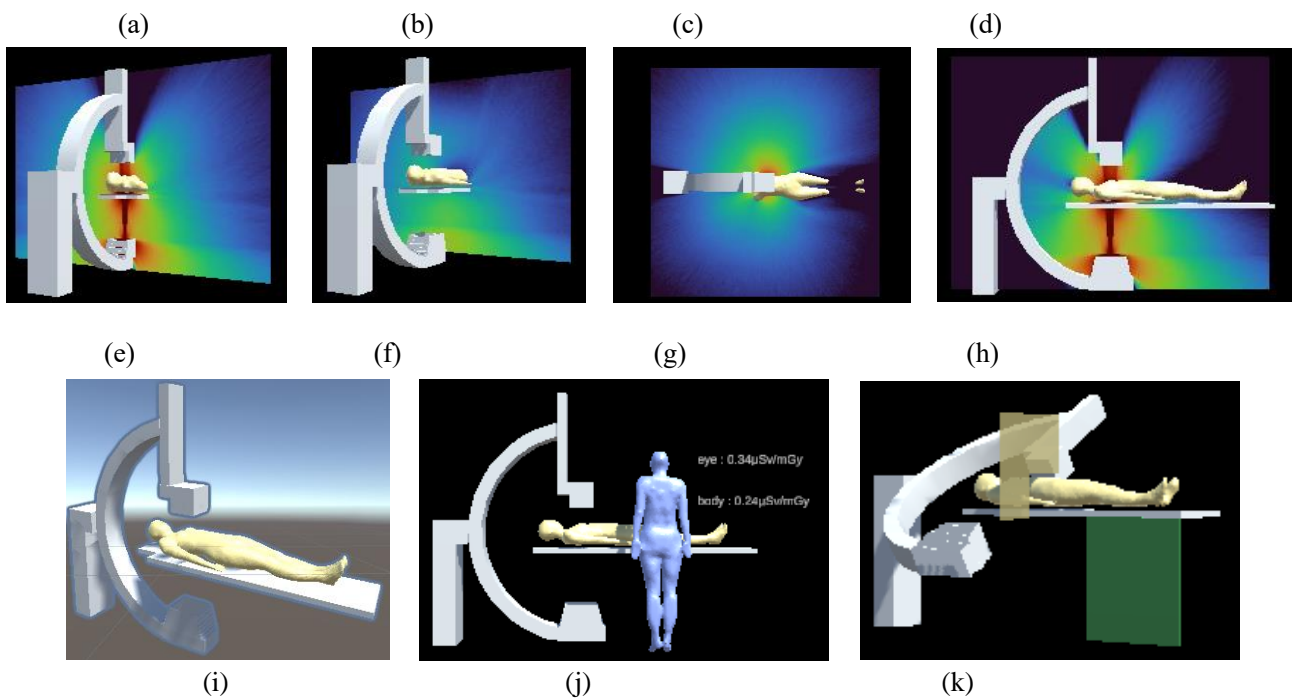 (a) (b) (c) (d)
(e) (f) (g) (h)
eye : 0.34μSv/mGy
body : 0.24μSv/mGy
(i) (j) (k)